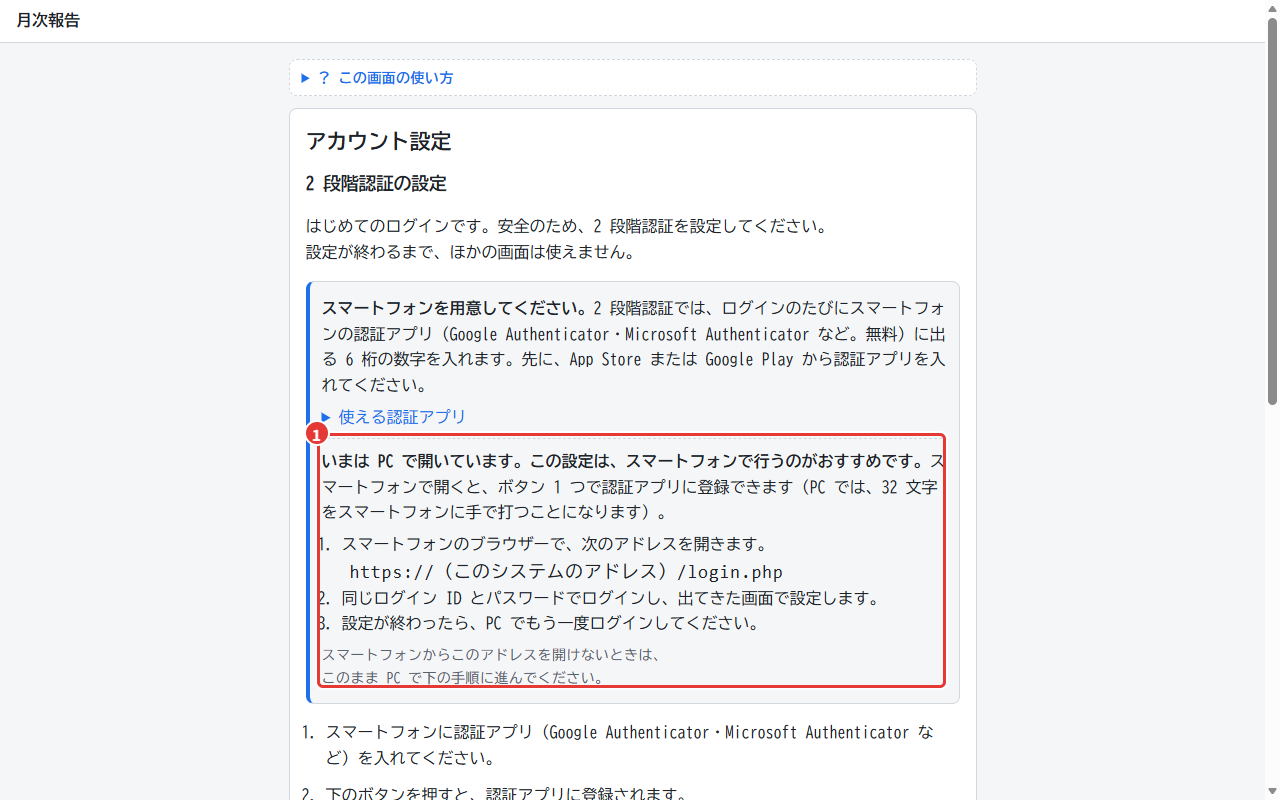 月次報告
▶ ? この画面の使い方
アカウント設定
2 段階認証の設定
はじめてのログインです。安全のため、2 段階認証を設定してください。
設定が終わるまで、ほかの画面は使えません。
スマートフォンを用意してください。2 段階認証では、ログインのたびにスマートフォ
ンの認証アプリ（Google Authenticator・Microsoft Authenticator など。無料）に出
る 6 桁の数字を入れます。先に、App Store または Google Play から認証アプリを入
れてください。
▶ 使える認証アプリ
1
いまは PC で開いています。この設定は、スマートフォンで行うのがおすすめです。ス
マートフォンで開くと、ボタン 1 つで認証アプリに登録できます（PC では、32 文字
をスマートフォンに手で打つことになります）。
1. スマートフォンのブラウザーで、次のアドレスを開きます。
https://（このシステムのアドレス）/login.php
2. 同じログイン ID とパスワードでログインし、出てきた画面で設定します。
3. 設定が終わったら、PC でもう一度ログインしてください。
スマートフォンからこのアドレスを開けないときは、
このまま PC で下の手順に進んでください。
1. スマートフォンに認証アプリ（Google Authenticator・Microsoft Authenticator な
ど）を入れてください。
2. 下のボタンを押すと、認証アプリに登録されます。